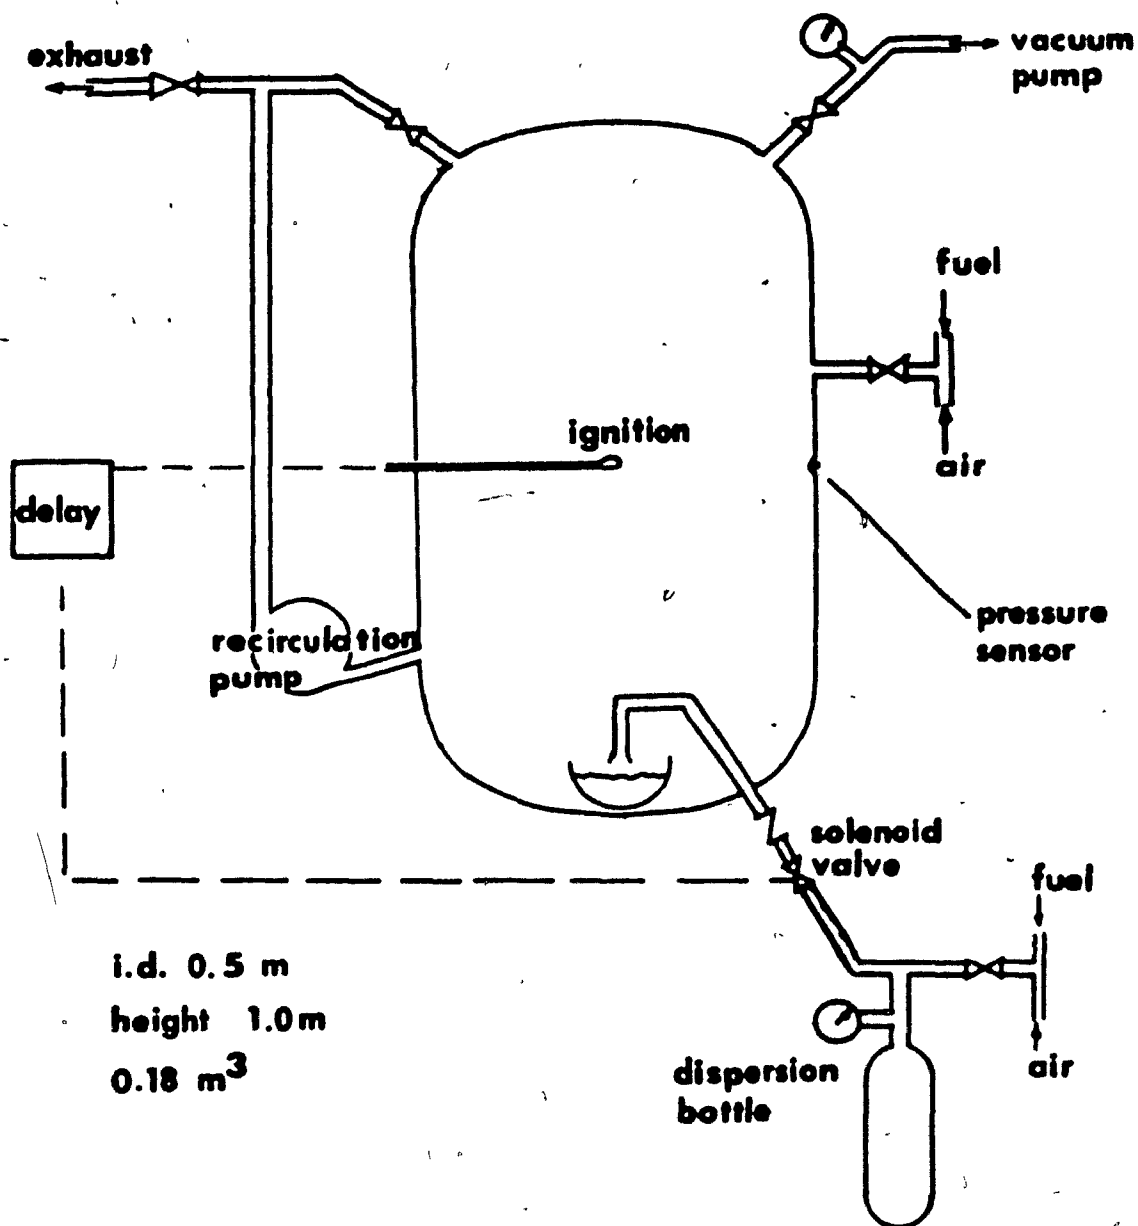 exhaust
vacuum
pump
fuel
air
ignition
delay
pressure
sensor
recirculation
pump
solenoid
valve
fuel
air
i.d. 0.5 m
height 1.0m
0.18 m³
dispersion
bottle